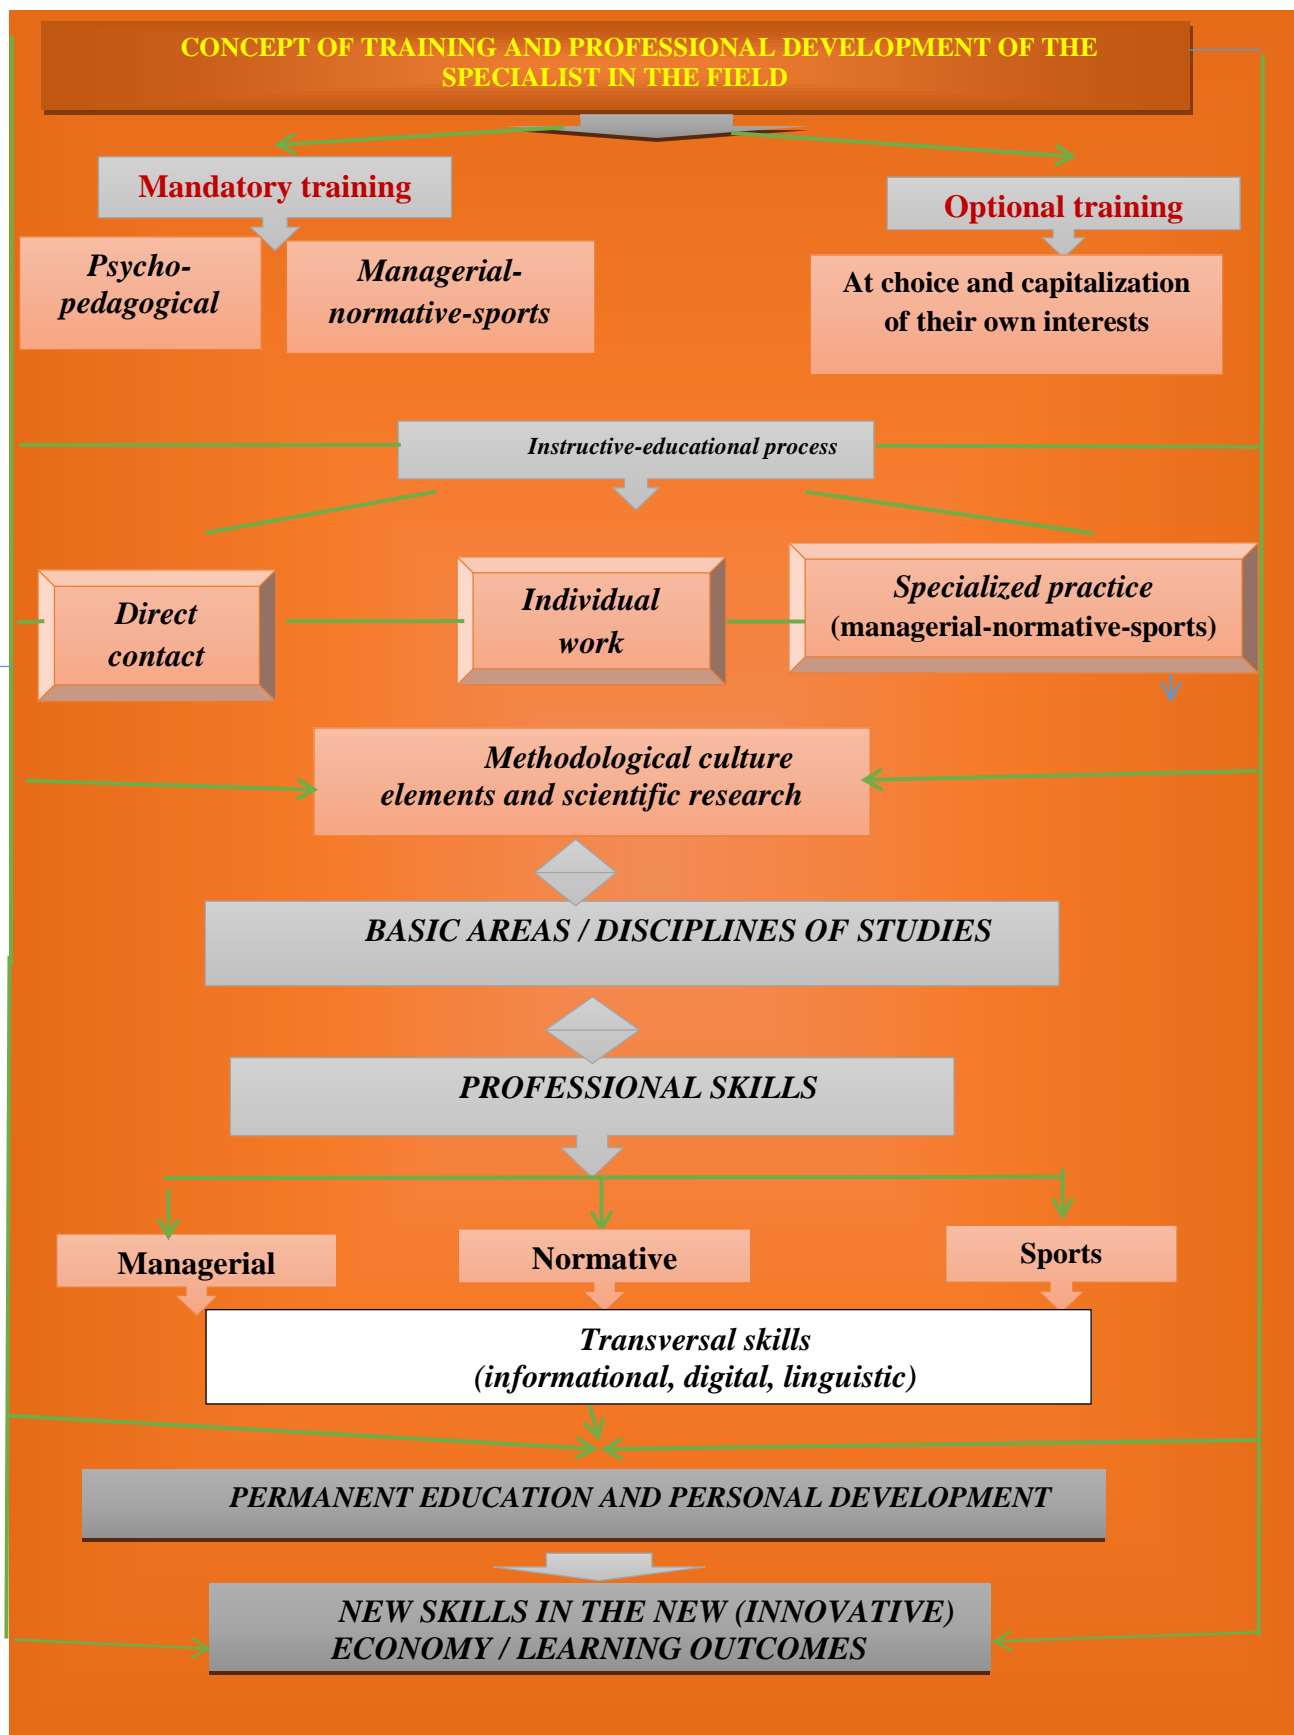 CONCEPT OF TRAINING AND PROFESSIONAL DEVELOPMENT OF THE
SPECIALIST IN THE FIELD
Mandatory training
Optional training
Psycho-
pedagogical
Managerial-
normative-sports
At choice and capitalization
of their own interests
Instructive-educational process
Direct
contact
Individual
work
Specialized practice
(managerial-normative-sports)
Methodological culture
elements and scientific research
BASIC AREAS / DISCIPLINES OF STUDIES
PROFESSIONAL SKILLS
Managerial
Normative
Sports
Transversal skills
(informational, digital, linguistic)
PERMANENT EDUCATION AND PERSONAL DEVELOPMENT
NEW SKILLS IN THE NEW (INNOVATIVE)
ECONOMY / LEARNING OUTCOMES